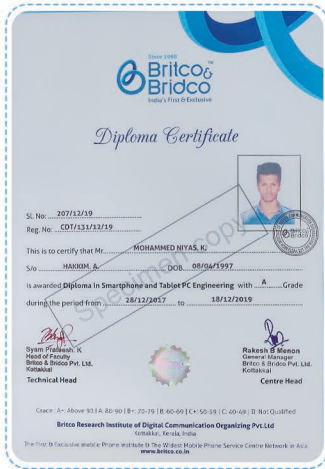 Since 1998
Britco &
Bridco
India's First & Exclusive
Diploma Certificate
Sl. No: 207/12/19
Reg. No: CDT/131/12/19
Britco &
Bridco
This is to certify that Mr. MOHAMMED NIYAS. K.
S/o HAKKIM. A. DOB. 08/04/1997
is awarded Diploma in Smartphone and Tablet PC Engineering with A Grade
during the period from 28/12/2017 to 18/12/2019
Specimen copy
Syam Pratheesh. K
Head of Faculty
Britco & Bridco Pvt. Ltd.
Kottakkal
Technical Head
Rakesh B Menon
General Manager
Britco & Bridco Pvt. Ltd.
Kottakkal
Centre Head
Grace : A+: Above 90 | A: 80-90 | B+: 70-79 | B: 60-69 | C+: 50-59 | C: 40-49 | D: Not Qualified
Britco Research Institute of Digital Communication Organizing Pvt.Ltd
Kottakkal, Kerala, India
The First & Exclusive Mobile Phone Institute & The Widest Mobile Phone Service Centre Network in Asia
www.britco.co.in